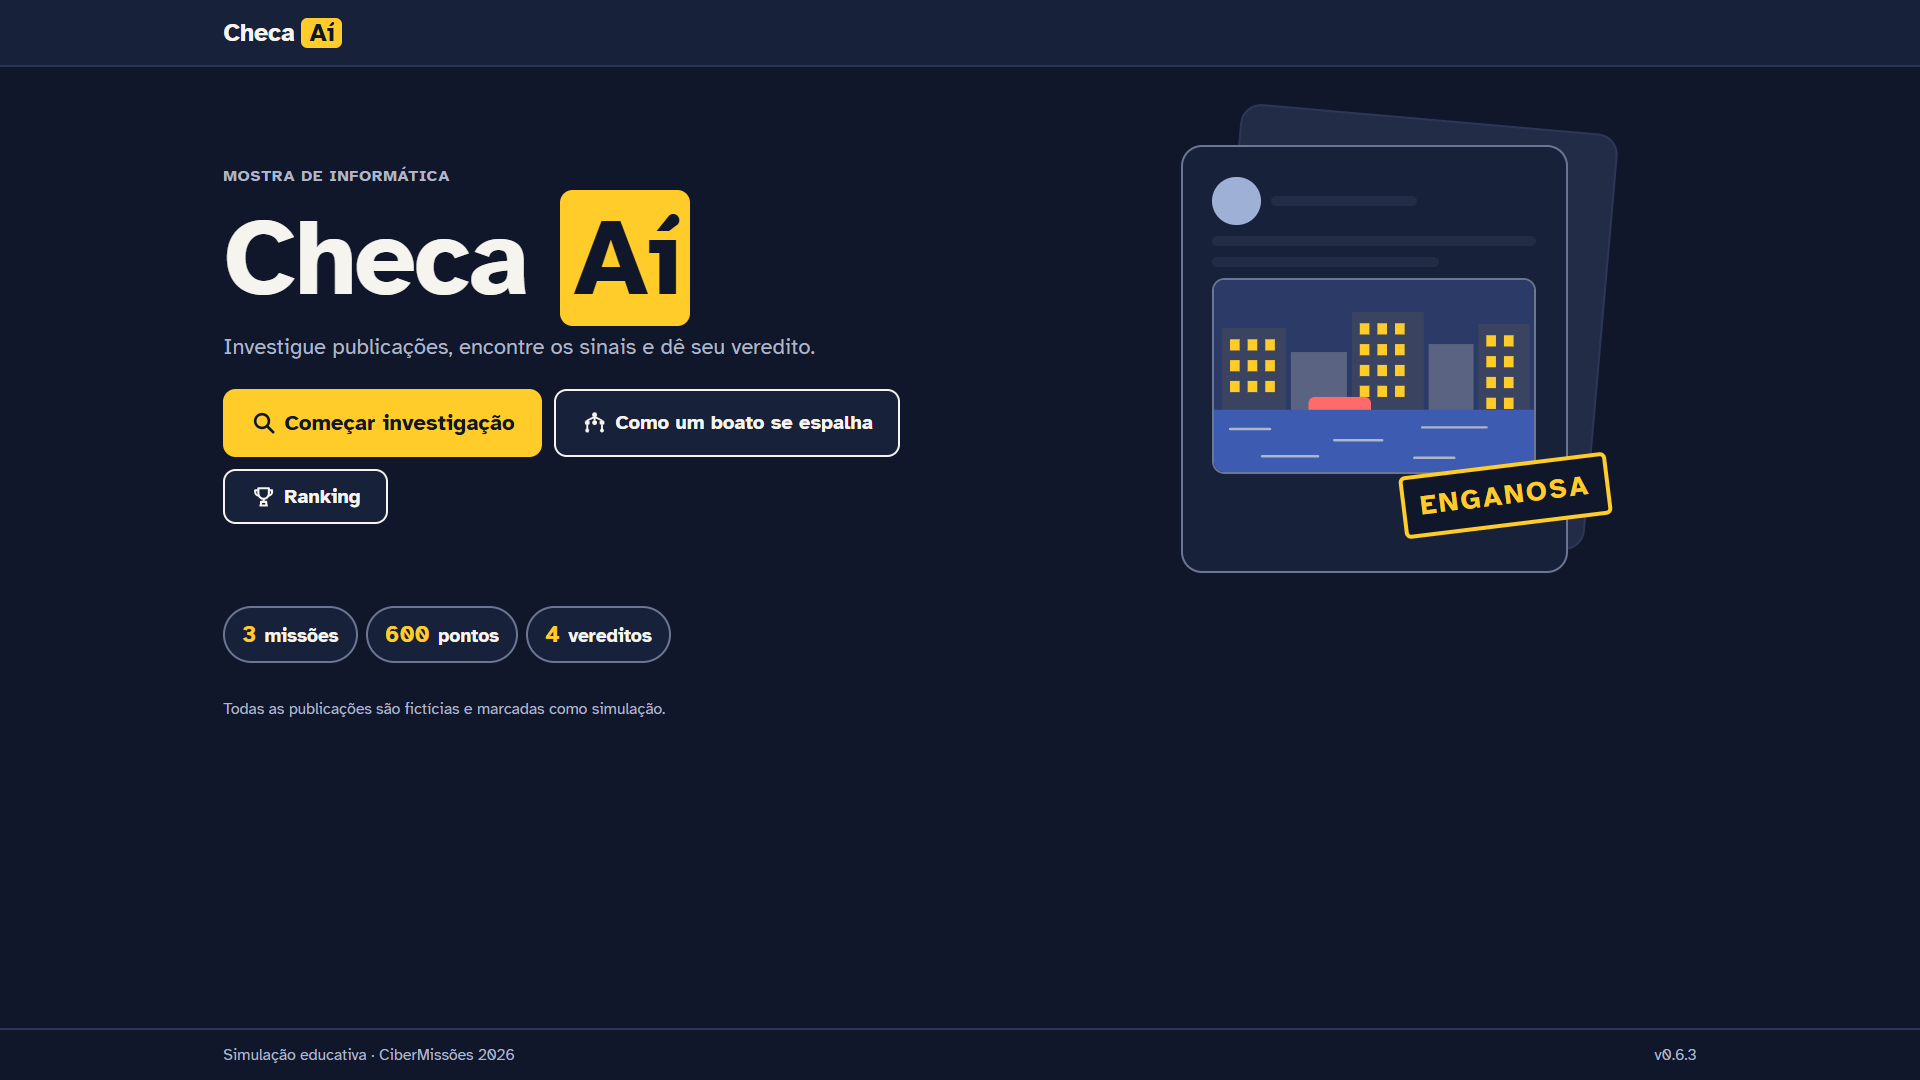 Checa Aí
MOSTRA DE INFORMÁTICA
Checa Aí
Investigue publicações, encontre os sinais e dê seu veredito.
Começar investigação
Como um boato se espalha
Ranking
ENGANOSA
3 missões
600 pontos
4 vereditos
Todas as publicações são fictícias e marcadas como simulação.
Simulação educativa · CiberMissões 2026
v0.6.3